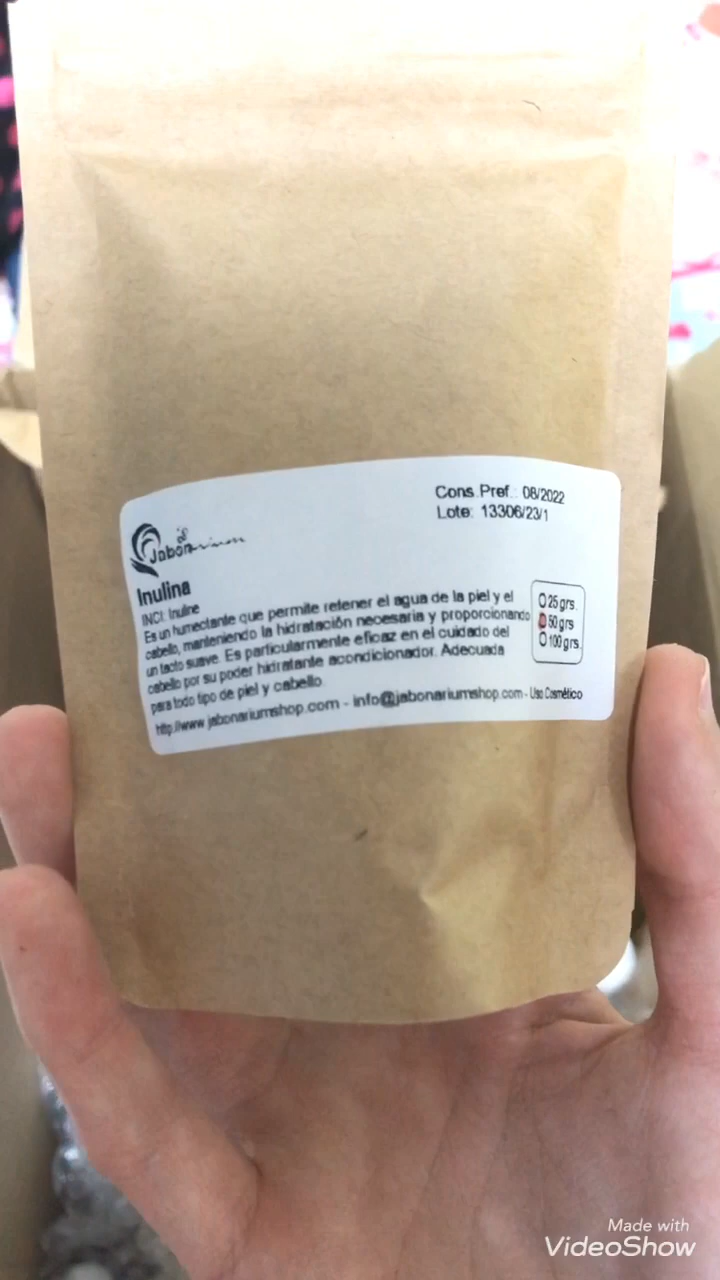 Cons.Pref.: 08/2022
Lote: 13306/23/1
Jabonarium
Inulina
INCI: Inuline
Es un humectante que permite retener el agua de la piel y el
cabello, manteniendo la hidratación necesaria y proporcionando
un tacto suave. Es particularmente eficaz en el cuidado del
cabello por su poder hidratante acondicionador. Adecuada
para todo tipo de piel y cabello.
25 grs.
50 grs
100 grs.
http://www.jabonariumshop.com - info@jabonariumshop.com - Uso Cosmético
Made with
VideoShow